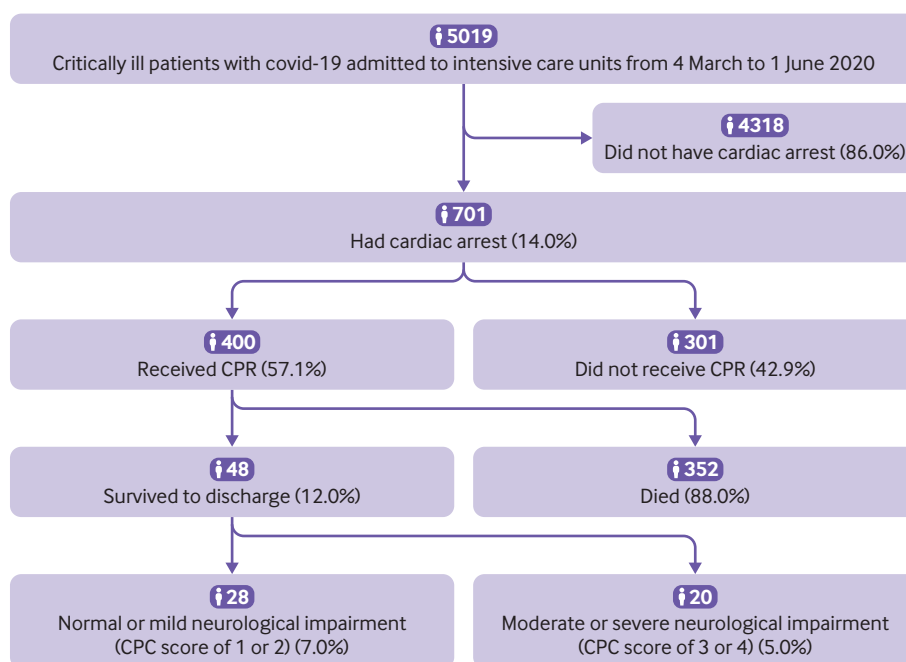 5019
Critically ill patients with covid-19 admitted to intensive care units from 4 March to 1 June 2020
4318
Did not have cardiac arrest (86.0%)
701
Had cardiac arrest (14.0%)
400
Received CPR (57.1%)
301
Did not receive CPR (42.9%)
48
Survived to discharge (12.0%)
352
Died (88.0%)
28
Normal or mild neurological impairment
(CPC score of 1 or 2) (7.0%)
20
Moderate or severe neurological impairment
(CPC score of 3 or 4) (5.0%)